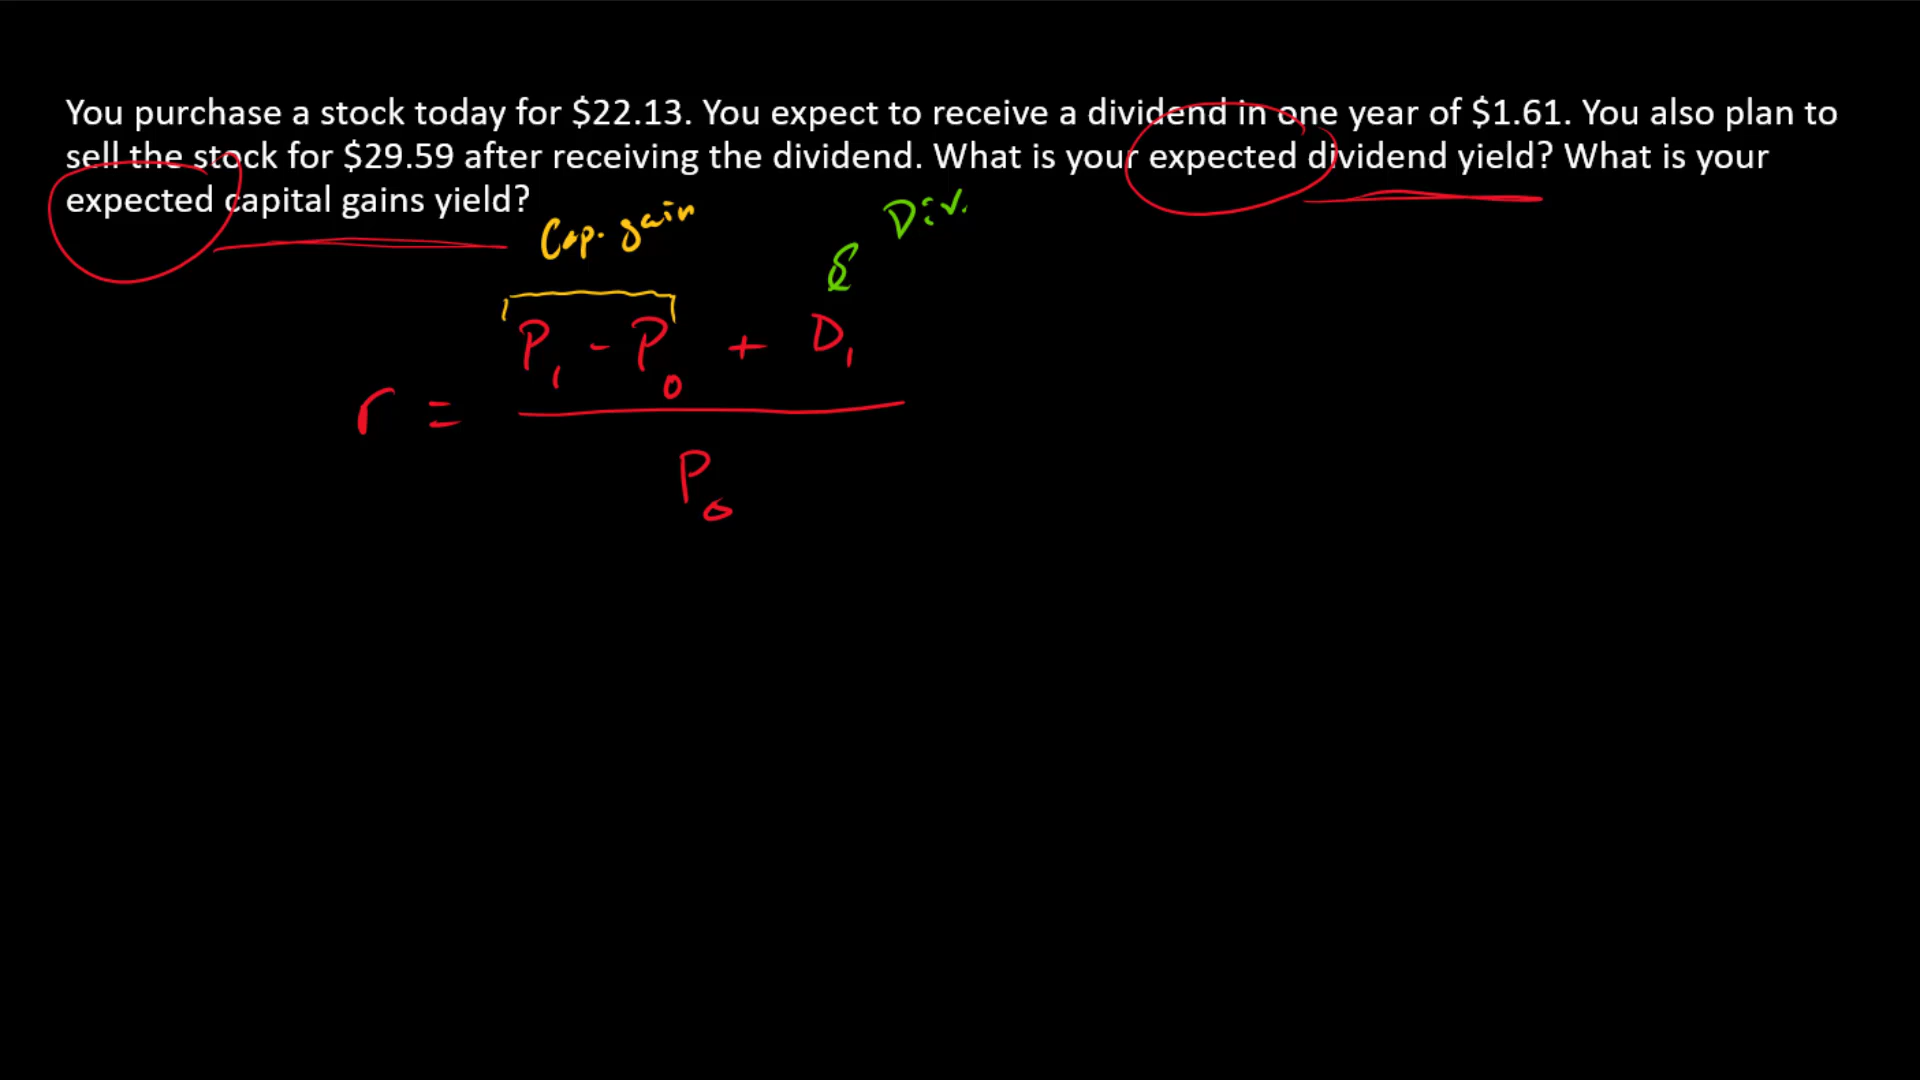 You purchase a stock today for $22.13. You expect to receive a dividend in one year of $1.61. You also plan to
sell the stock for $29.59 after receiving the dividend. What is your expected dividend yield? What is your
expected capital gains yield?
Cap. gain Div.
P₁ - P₀ + D₁
r =
P₀